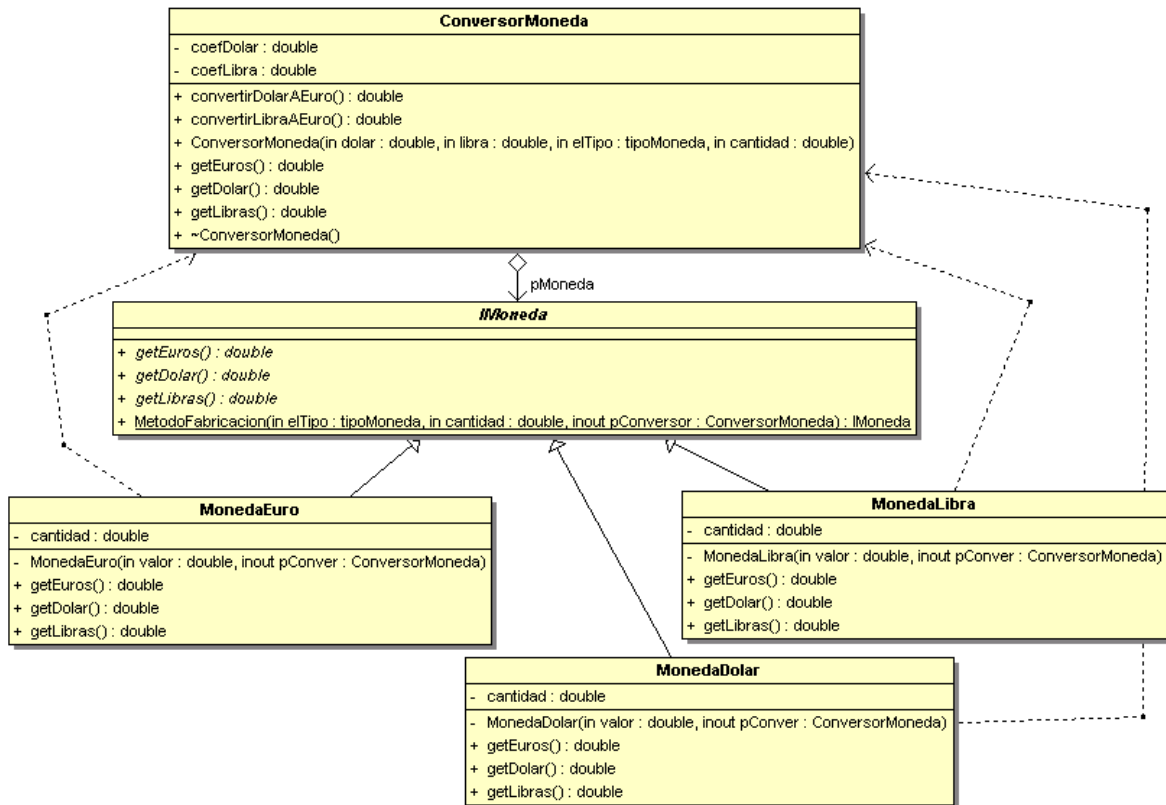 ConversorMoneda
- coefDolar : double
- coefLibra : double
+ convertirDolarAEuro() : double
+ convertirLibraAEuro() : double
+ ConversorMoneda(in dolar : double, in libra : double, in elTipo : tipoMoneda, in cantidad : double)
+ getEuros() : double
+ getDolar() : double
+ getLibras() : double
+ ~ConversorMoneda()
pMoneda
IMoneda
+ getEuros() : double
+ getDolar() : double
+ getLibras() : double
+ MetodoFabricacion(in elTipo : tipoMoneda, in cantidad : double, inout pConversor : ConversorMoneda) : IMoneda
MonedaEuro
- cantidad : double
- MonedaEuro(in valor : double, inout pConver : ConversorMoneda)
+ getEuros() : double
+ getDolar() : double
+ getLibras() : double
MonedaLibra
- cantidad : double
- MonedaLibra(in valor : double, inout pConver : ConversorMoneda)
+ getEuros() : double
+ getDolar() : double
+ getLibras() : double
MonedaDolar
- cantidad : double
- MonedaDolar(in valor : double, inout pConver : ConversorMoneda)
+ getEuros() : double
+ getDolar() : double
+ getLibras() : double